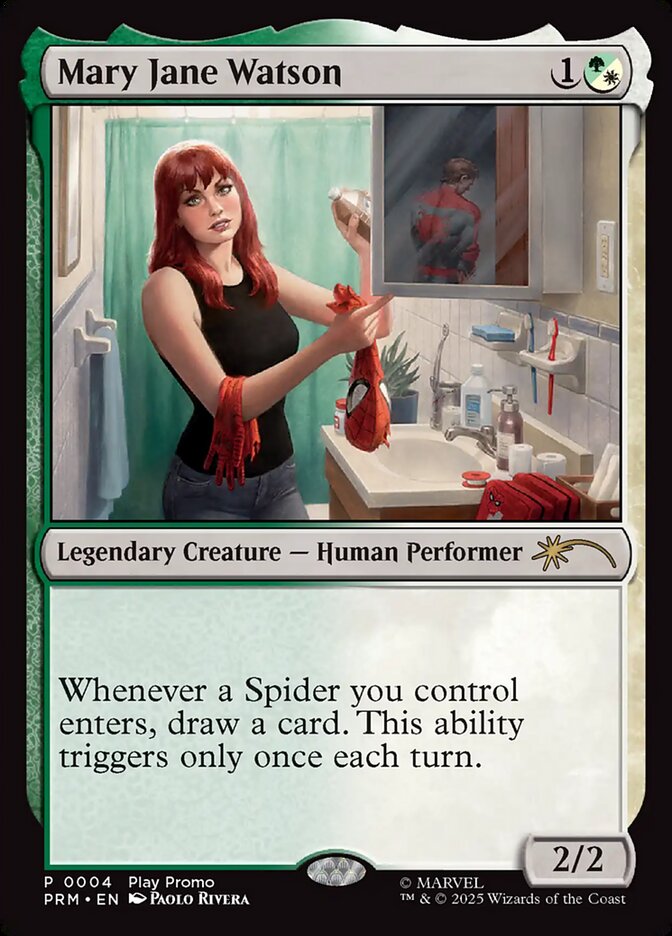 Mary Jane Watson 1
Legendary Creature — Human Performer
Whenever a Spider you control
enters, draw a card. This ability
triggers only once each turn.
2/2
P 0004 Play Promo
PRM • EN Paolo Rivera
© MARVEL
™ & © 2025 Wizards of the Coast